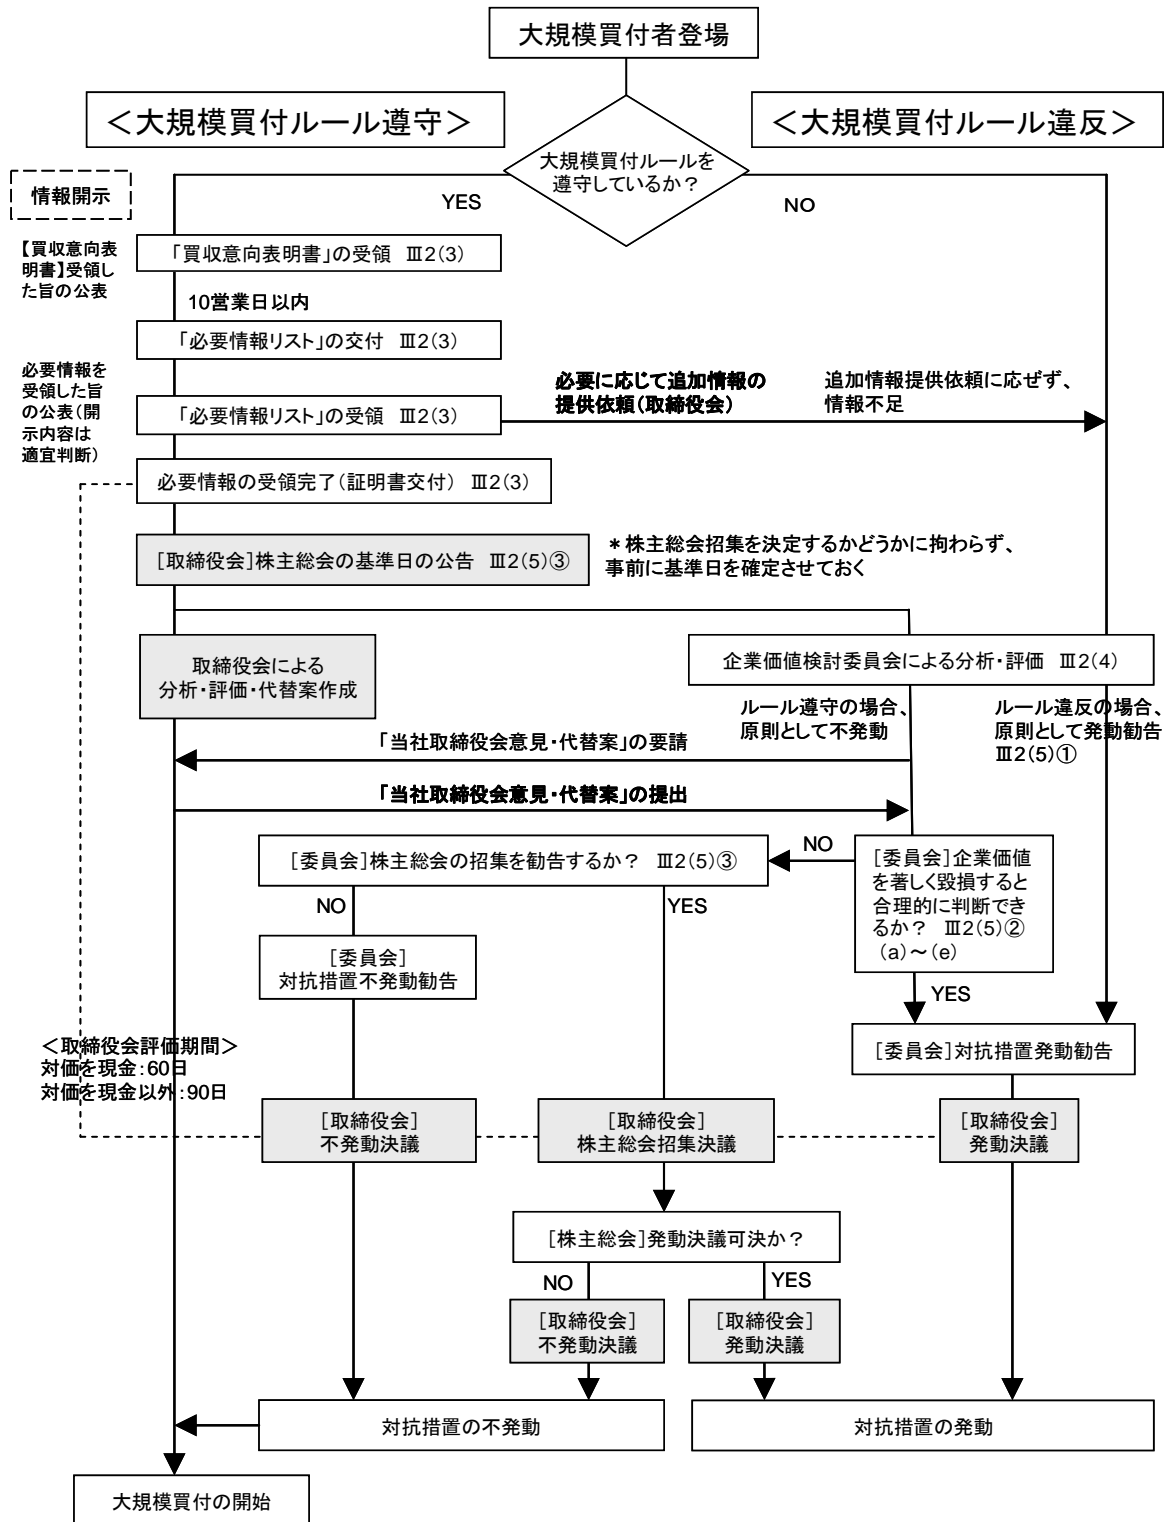 大規模買付者登場
＜大規模買付ルール遵守＞
＜大規模買付ルール違反＞
大規模買付ルールを
遵守しているか？
YES
NO
情報開示
【買収意向表
明書】受領し
た旨の公表
「買収意向表明書」の受領　Ⅲ２(３)
10営業日以内
「必要情報リスト」の交付　Ⅲ２(３)
必要情報を
受領した旨
の公表（開
示内容は
適宜判断）
「必要情報リスト」の受領　Ⅲ２(３)
必要に応じて追加情報の
提供依頼（取締役会）
追加情報提供依頼に応ぜず、
情報不足
必要情報の受領完了（証明書交付）　Ⅲ２(３)
［取締役会］株主総会の基準日の公告　Ⅲ２(５)③
＊株主総会招集を決定するかどうかに拘わらず、
事前に基準日を確定させておく
取締役会による
分析・評価・代替案作成
企業価値検討委員会による分析・評価　Ⅲ２(４)
ルール遵守の場合、
原則として不発動
ルール違反の場合、
原則として発動勧告
Ⅲ２(５)①
「当社取締役会意見・代替案」の要請
「当社取締役会意見・代替案」の提出
［委員会］株主総会の招集を勧告するか？　Ⅲ２(５)③
NO
［委員会］企業価値
を著しく毀損すると
合理的に判断でき
るか？　Ⅲ２(５)②
(a)～(e)
NO
YES
［委員会］
対抗措置不発動勧告
YES
［委員会］対抗措置発動勧告
＜取締役会評価期間＞
対価を現金：60日
対価を現金以外：90日
［取締役会］
不発動決議
［取締役会］
株主総会招集決議
［取締役会］
発動決議
［株主総会］発動決議可決か？
NO
YES
［取締役会］
不発動決議
［取締役会］
発動決議
対抗措置の不発動
対抗措置の発動
大規模買付の開始